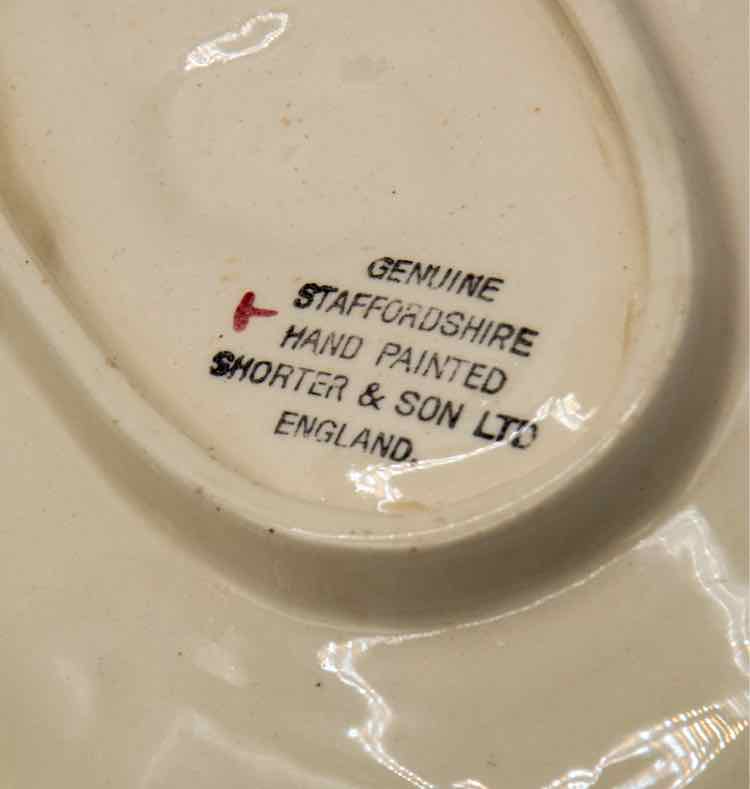 GENUINE
STAFFORDSHIRE
HAND PAINTED
SHORTER & SON LTD
ENGLAND.